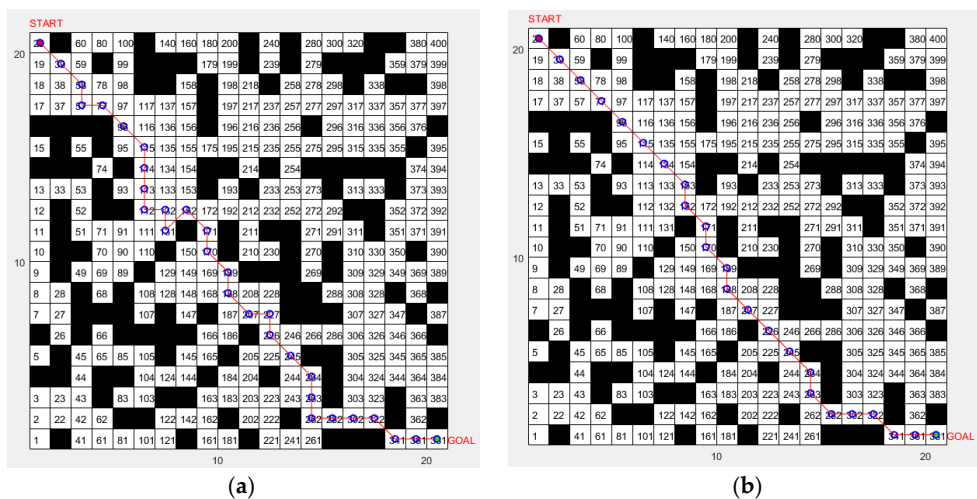 START
20 60 80 100 140 160 180 200 240 280 300 320 380 400
19 59 99 179 199 239 359 379 399
18 38 78 98 158 198 218 258 278 338 398
17 37 97 117 137 157 197 217 237 257 277 297 317 337 357 377 397
116 136 156 196 216 236 256 296 316 336 356 376
15 55 95 135 155 175 195 215 235 255 275 295 315 335 355 375 395
74 134 154 214 254 374 394
13 33 53 93 133 153 193 233 253 273 313 333 373 393
12 52 172 192 212 232 252 272 292 352 372 392
11 51 71 91 111 211 271 291 311 351 371 391
10 70 90 110 150 210 230 270 310 330 350 390
9 49 69 89 129 149 169 269 309 329 349 369 389
8 28 68 108 128 148 168 208 228 288 308 328 368
7 27 107 147 187 347 387
26 66 166 186 246 266 286 306 326 346 366
5 45 65 85 105 145 165 205 225 305 325 345 365 385
44 104 124 144 184 204 244 304 324 344 364 384
3 23 43 83 103 163 183 203 223 303 323 363 383
2 22 42 62 122 142 162 202 222 362
1 41 61 81 101 121 161 181 221 241 261 GOAL
10 20
(a)
START
20 60 80 100 140 160 180 200 240 280 300 320 380 400
19 59 99 179 199 239 359 379 399
18 38 78 98 158 198 218 258 278 338 398
17 37 57 97 117 137 157 197 217 237 257 277 297 317 337 357 377 397
116 136 156 196 216 236 256 296 316 336 356 376
15 55 95 135 155 175 195 215 235 255 275 295 315 335 355 375 395
74 114 154 214 254 374 394
13 33 53 93 113 133 193 233 253 273 313 333 373 393
12 52 112 132 172 192 212 232 252 272 292 352 372 392
11 51 71 91 111 131 211 271 291 311 351 371 391
10 70 90 110 150 210 230 270 310 330 350 390
9 49 69 89 129 149 169 269 309 329 349 369 389
8 28 68 108 128 148 168 208 228 288 308 328 368
7 27 107 147 187 227 347 387
26 66 166 186 246 266 286 306 326 346 366
5 45 65 85 105 145 165 205 225 305 325 345 365 385
44 104 124 144 184 204 244 304 324 344 364 384
3 23 43 83 103 163 183 203 223 303 323 363 383
2 22 42 62 122 142 162 202 222 262 362
1 41 61 81 101 121 161 181 221 241 261 GOAL
10 20
(b)